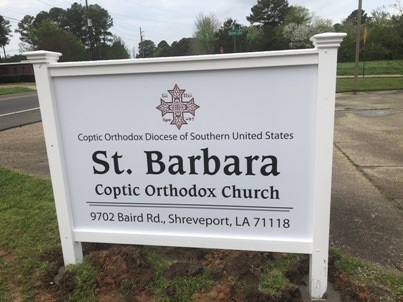 Coptic Orthodox Diocese of Southern United States
St. Barbara
Coptic Orthodox Church
9702 Baird Rd., Shreveport, LA 71118